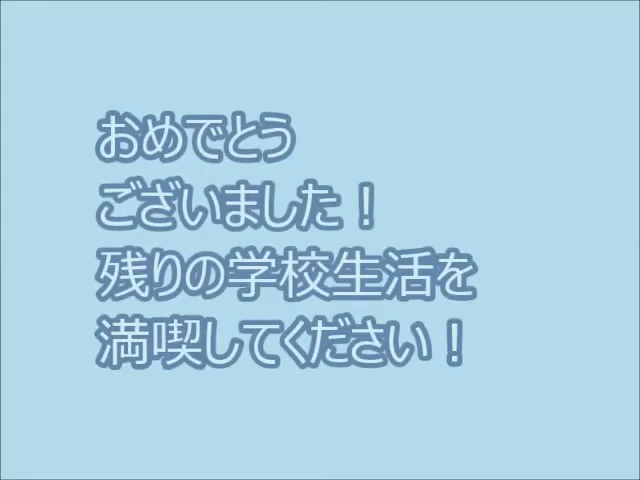 おめでとう
ございました！
残りの学校生活を
満喫してください！